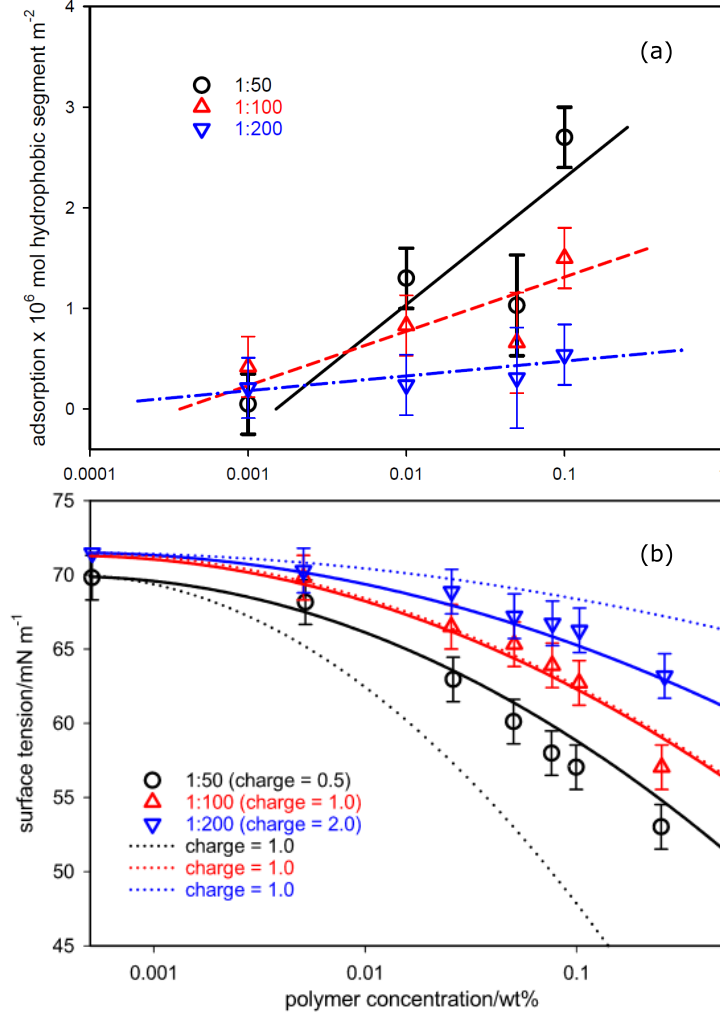 4
(a)
1:50
1:100
3
1:200
2
1
0
adsorption x 10⁶ mol hydrophobic segment m⁻²
0.0001 0.001 0.01 0.1
75
(b)
70
65
60
1:50 (charge = 0.5)
1:100 (charge = 1.0)
55
1:200 (charge = 2.0)
charge = 1.0
charge = 1.0
50
charge = 1.0
45
surface tension/mN m⁻¹
0.001 0.01 0.1
polymer concentration/wt%